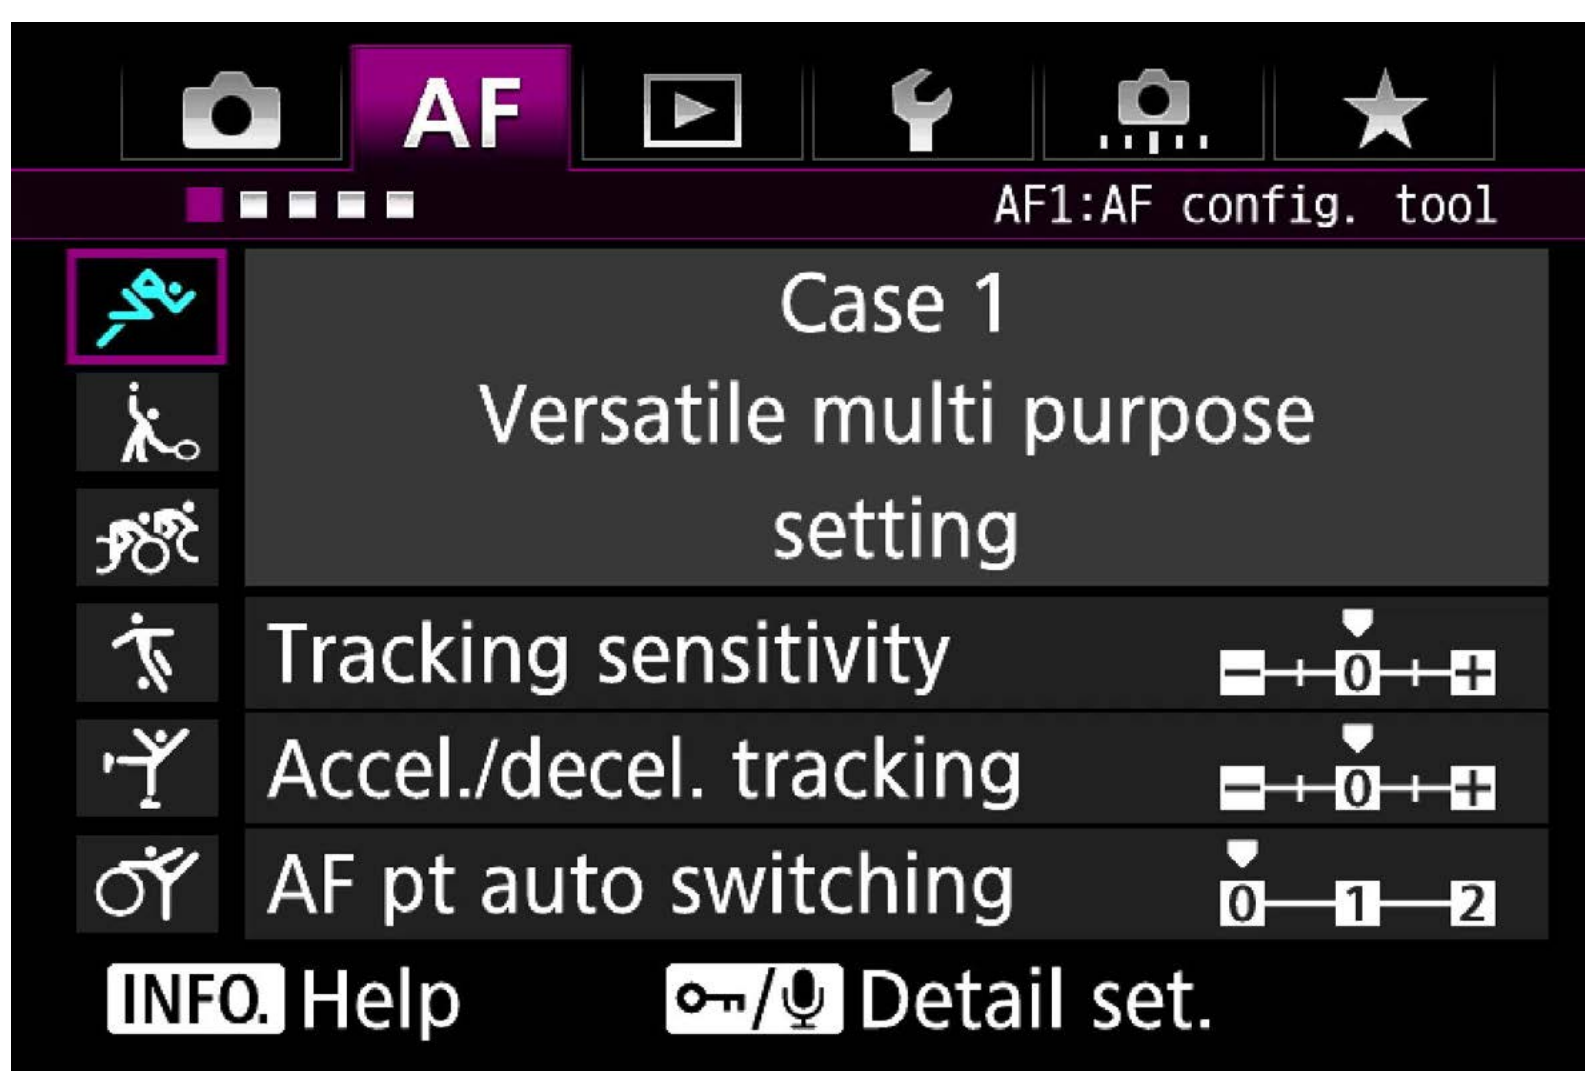 AF
AF1:AF config. tool
Case 1
Versatile multi purpose
setting
Tracking sensitivity
− 0 +
Accel./decel. tracking
− 0 +
AF pt auto switching
0 1 2
INFO. Help
/ Detail set.